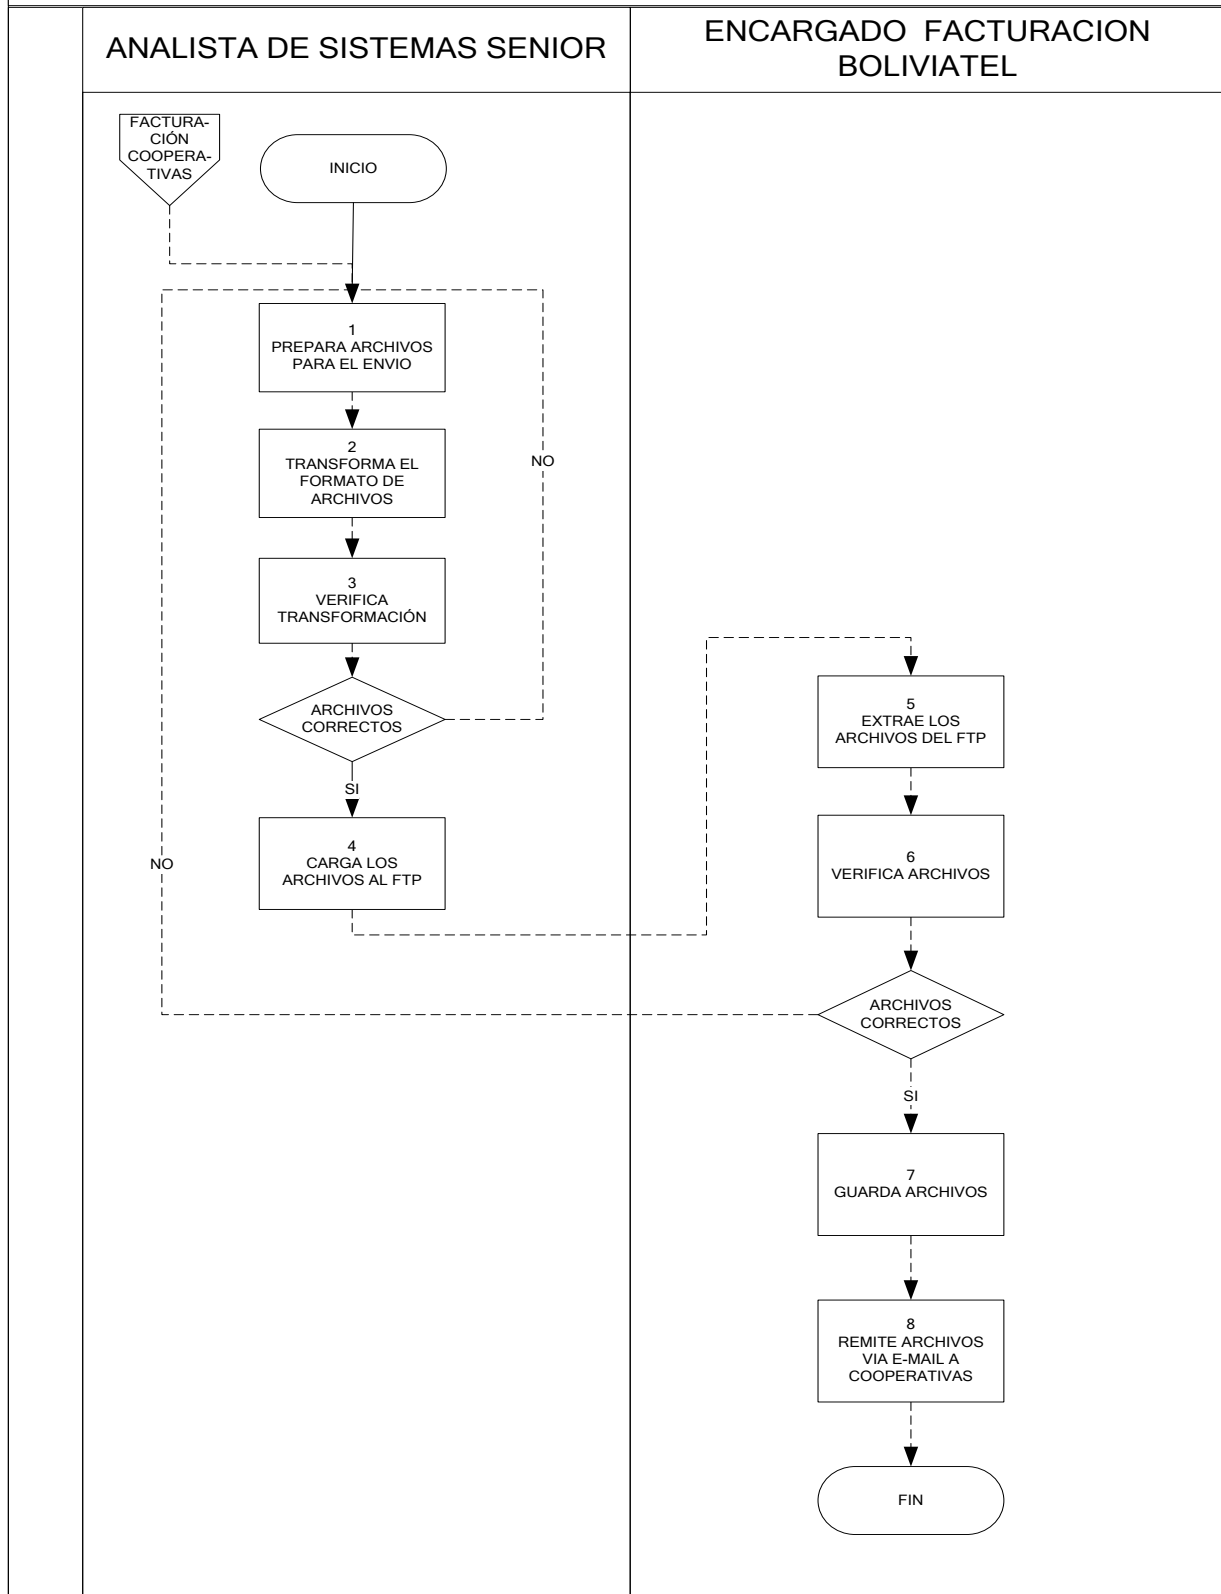 ANALISTA DE SISTEMAS SENIOR
ENCARGADO FACTURACION
BOLIVIATEL
FACTURA-
CIÓN
COOPERA-
TIVAS
INICIO
1
PREPARA ARCHIVOS
PARA EL ENVIO
2
TRANSFORMA EL
FORMATO DE
ARCHIVOS
NO
3
VERIFICA
TRANSFORMACIÓN
ARCHIVOS
CORRECTOS
SI
4
CARGA LOS
ARCHIVOS AL FTP
NO
5
EXTRAE LOS
ARCHIVOS DEL FTP
6
VERIFICA ARCHIVOS
ARCHIVOS
CORRECTOS
SI
7
GUARDA ARCHIVOS
8
REMITE ARCHIVOS
VIA E-MAIL A
COOPERATIVAS
FIN